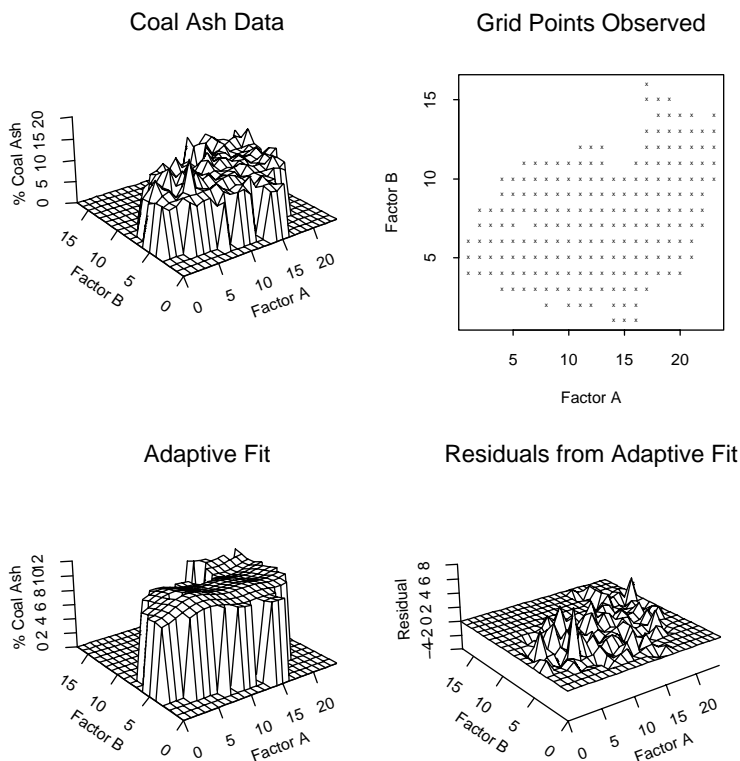 Coal Ash Data
% Coal Ash
0 5 10 15 20
15
10
5
0
Factor B
0
5
10
15
20
Factor A
Grid Points Observed
Factor B
15
10
5
5
10
15
20
Factor A
Adaptive Fit
% Coal Ash
0 2 4 6 8 10 12
15
10
5
0
Factor B
0
5
10
15
20
Factor A
Residuals from Adaptive Fit
Residual
−4 −2 0 2 4 6 8
15
10
5
0
Factor B
0
5
10
15
20
Factor A